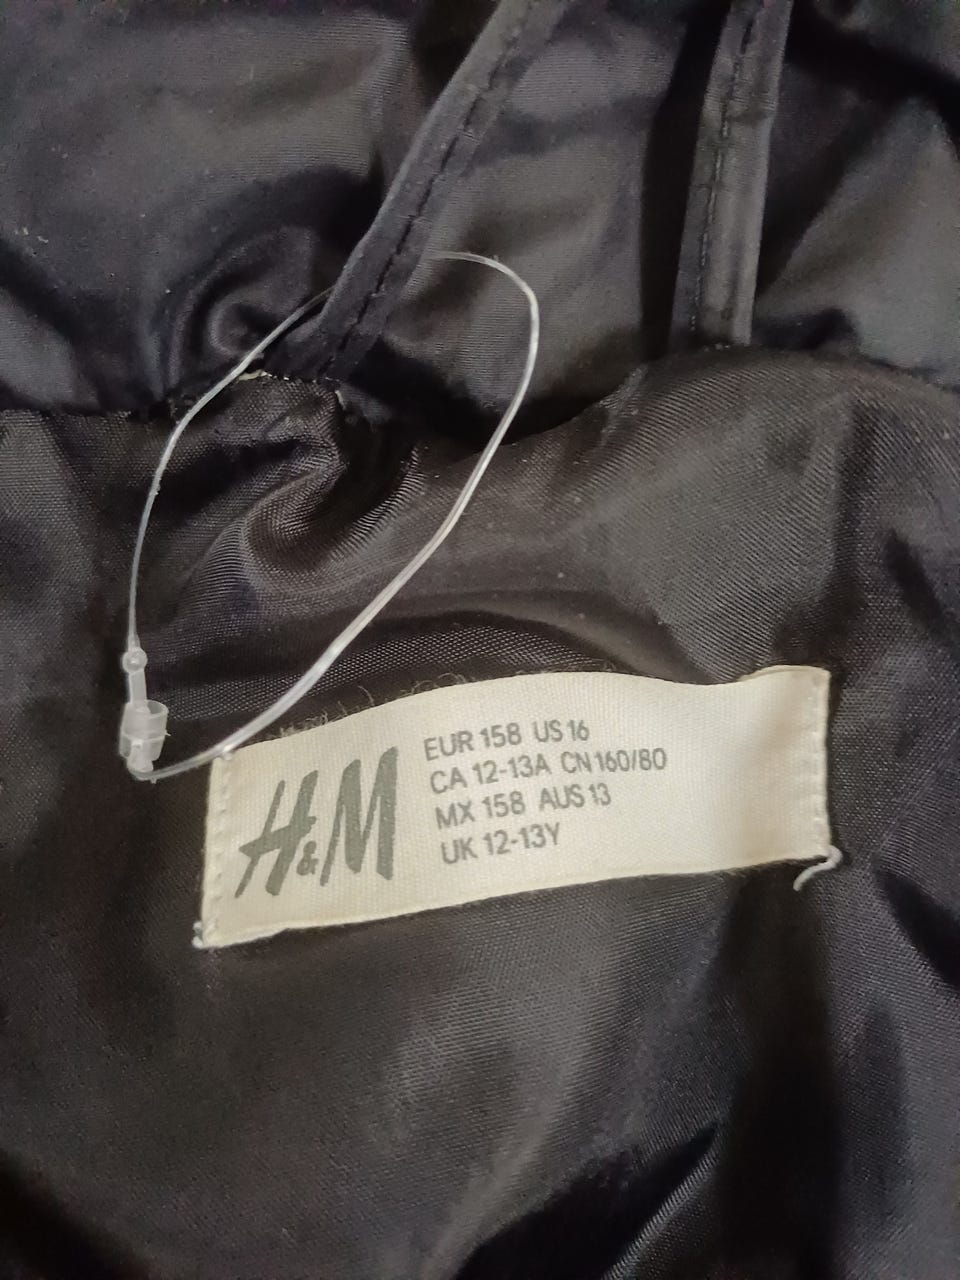 H&M
EUR 158 US 16
CA 12-13A CN 160/80
MX 158 AUS 13
UK 12-13Y